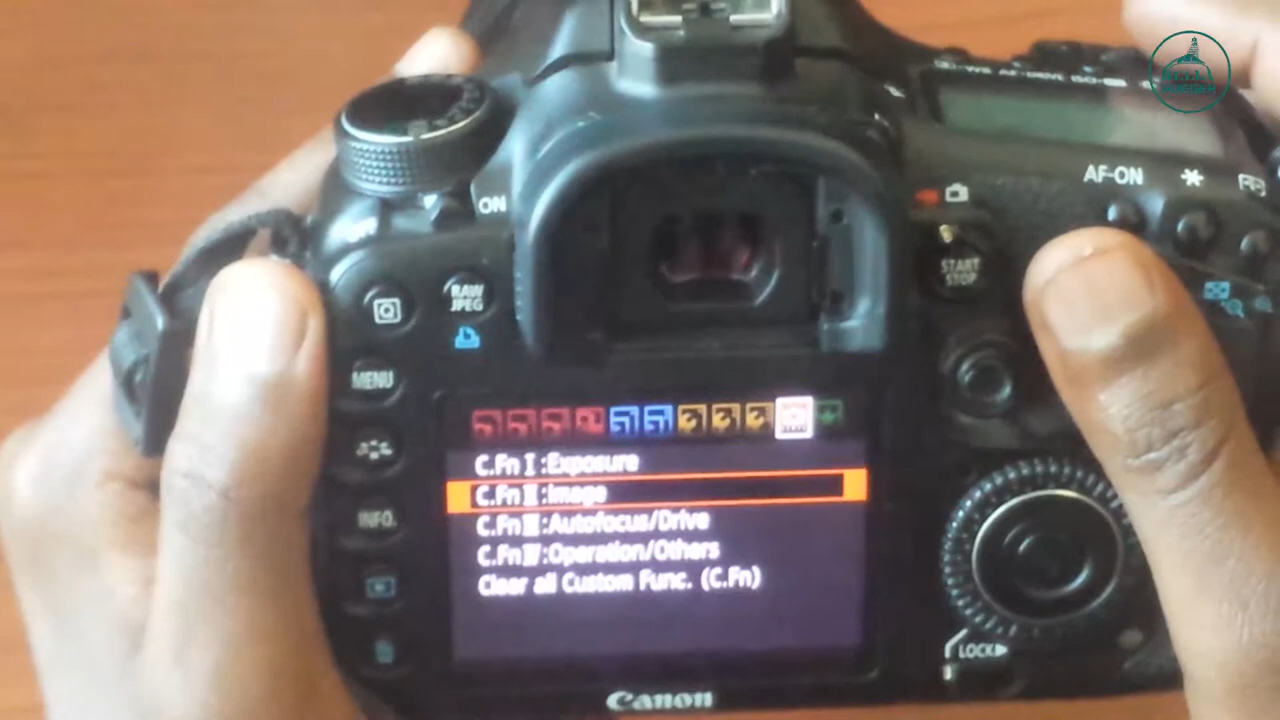 AF-ON
ON
START
STOP
RAW
JPEG
MENU
INFO.
C.Fn I :Exposure
C.Fn II :Image
C.Fn III :Autofocus/Drive
C.Fn IV :Operation/Others
Clear all Custom Func. (C.Fn)
LOCK
Canon